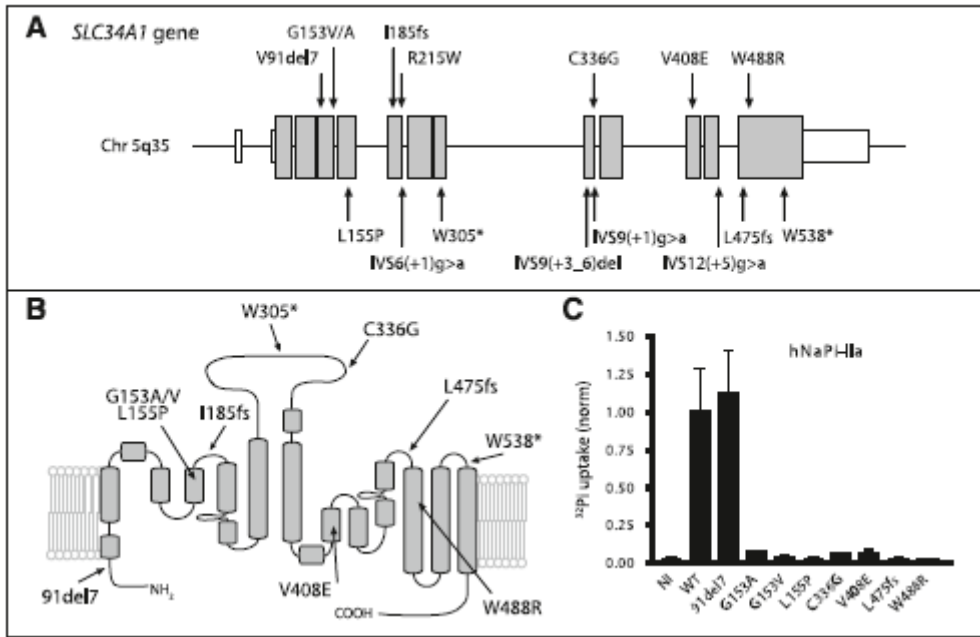 A
SLC34A1 gene
G153V/A
I185fs
V91del7
R215W
C336G
V408E
W488R
Chr 5q35
L155P
W305*
IVS9(+1)g>a
L475fs
W538*
IVS6(+1)g>a
IVS9(+3_6)del
IVS12(+5)g>a
B
W305*
C336G
G153A/V
L155P
I185fs
L475fs
W538*
91del7
NH2
V408E
COOH
W488R
C
hNaPi-IIa
32Pi uptake (norm)
1.50
1.25
1.00
0.75
0.50
0.25
0.00
NI
WT
91del7
G153A
G153V
L155P
C336G
V408E
L475fs
W488R